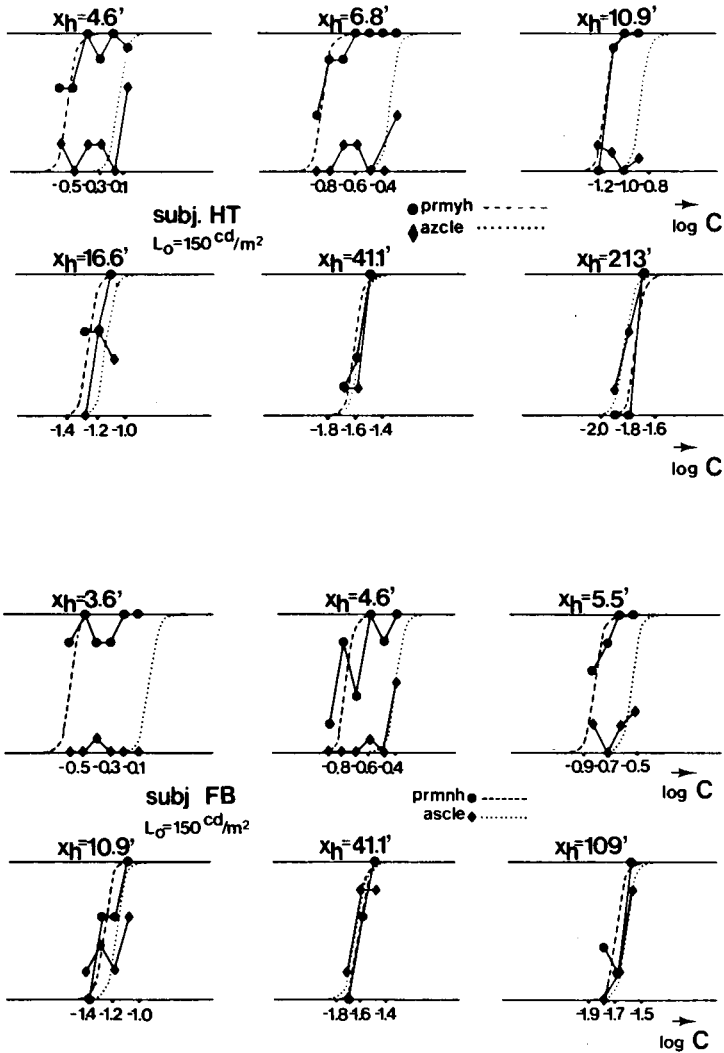 xh=4.6' xh=6.8' xh=10.9'
-0.5 -0.3 -0.1 -0.8 -0.6 -0.4 -1.2 -1.0 -0.8
subj. HT prmyh log C
L0=150 cd/m2 azcle
xh=16.6' xh=41.1' xh=213'
-1.4 -1.2 -1.0 -1.8 -1.6 -1.4 -2.0 -1.8 -1.6
log C
xh=3.6' xh=4.6' xh=5.5'
-0.5 -0.3 -0.1 -0.8 -0.6 -0.4 -0.9 -0.7 -0.5
subj FB prmnh log C
L0=150 cd/m2 ascle
xh=10.9' xh=41.1' xh=109'
-1.4 -1.2 -1.0 -1.8 -1.6 -1.4 -1.9 -1.7 -1.5
log C